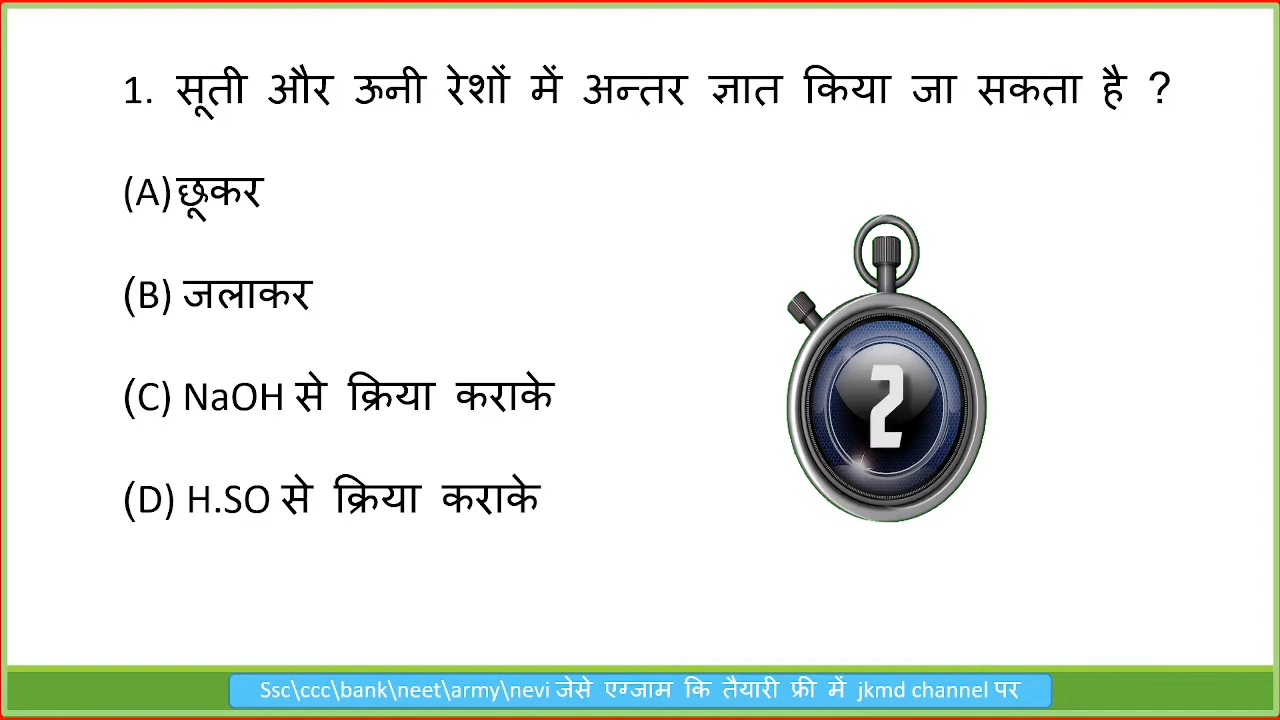 1. सूती और ऊनी रेशों में अन्तर ज्ञात किया जा सकता है ?
(A) छूकर
(B) जलाकर
(C) NaOH से क्रिया कराके
2
(D) H.SO से क्रिया कराके
Ssc\ccc\bank\neet\army\nevi जेसे एग्जाम कि तैयारी फ्री में jkmd channel पर